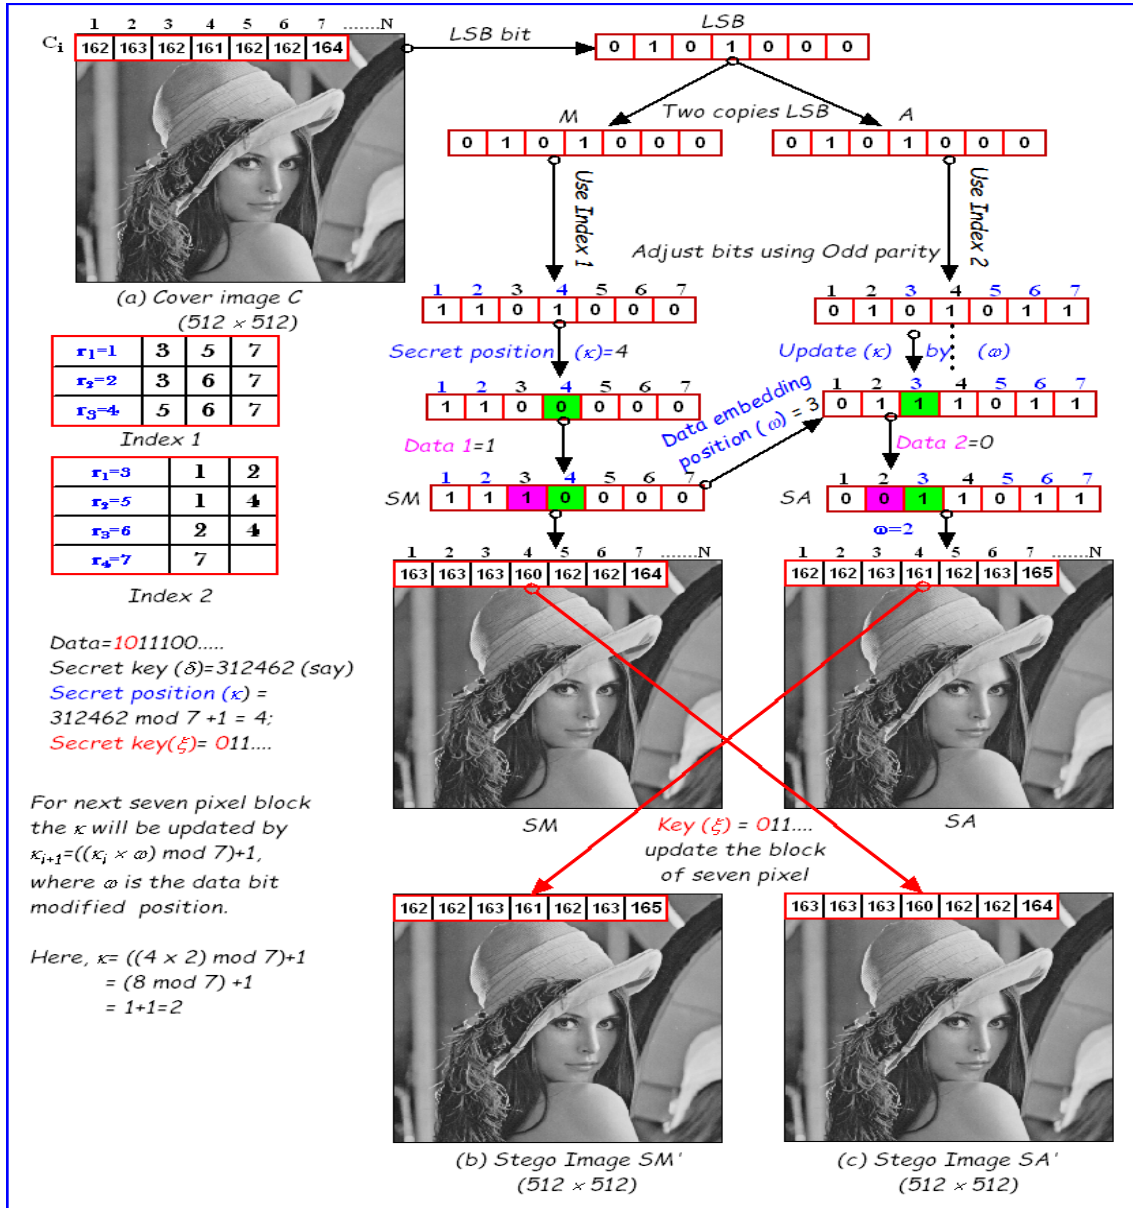 1 2 3 4 5 6 7 .......N
Ci 162 163 162 161 162 162 164
LSB bit
LSB
0 1 0 1 0 0 0
Two copies LSB
M
0 1 0 1 0 0 0
A
0 1 0 1 0 0 0
Use Index 1
Use Index 2
Adjust bits using Odd parity
(a) Cover image C
(512 × 512)
1 2 3 4 5 6 7
1 1 0 1 0 0 0
1 2 3 4 5 6 7
0 1 0 1 0 1 1
r1=1 3 5 7
r2=2 3 6 7
r3=4 5 6 7
Index 1
Secret position (κ)=4
Update (κ) by (ω)
1 2 3 4 5 6 7
1 1 0 0 0 0 0
Data embedding
position (ω) = 3
1 2 3 4 5 6 7
0 1 1 1 0 1 1
Data 1=1
Data 2=0
r1=3 1 2
r2=5 1 4
r3=6 2 4
r4=7 7
Index 2
1 2 3 4 5 6 7
SM 1 1 1 0 0 0 0
1 2 3 4 5 6 7
SA 0 0 1 1 0 1 1
ω=2
1 2 3 4 5 6 7 .......N
163 163 163 160 162 162 164
1 2 3 4 5 6 7 .......N
162 162 163 161 162 163 165
Data=1011100.....
Secret key (δ)=312462 (say)
Secret position (κ) =
312462 mod 7 +1 = 4;
Secret key(ξ)= 011....
For next seven pixel block
the κ will be updated by
κi+1=((κi × ω) mod 7)+1,
where ω is the data bit
modified position.
Here, κ= ((4 x 2) mod 7)+1
= (8 mod 7) +1
= 1+1=2
SM
SA
Key (ξ) = 011....
update the block
of seven pixel
162 162 163 161 162 163 165
163 163 163 160 162 162 164
(b) Stego Image SM'
(512 × 512)
(c) Stego Image SA'
(512 × 512)